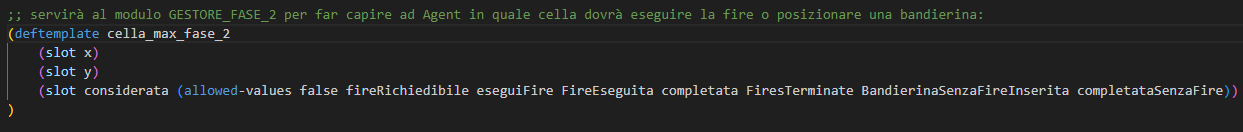 ;; servirà al modulo GESTORE_FASE_2 per far capire ad Agent in quale cella dovrà eseguire la fire o posizionare una bandierina:
(deftemplate cella_max_fase_2
    (slot x)
    (slot y)
    (slot considerata (allowed-values false fireRichiedibile eseguiFire FireEseguita completata FiresTerminate BandierinaSenzaFireInserita completataSenzaFire))
)